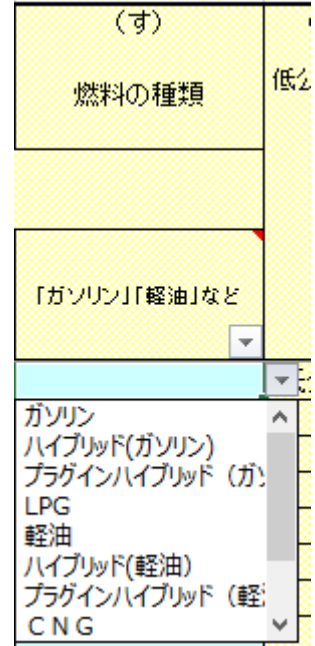 (す)
燃料の種類
低公
「ガソリン」「軽油」など
ガソリン
ハイブリッド(ガソリン)
プラグインハイブリッド（ガソ
LPG
軽油
ハイブリッド(軽油）
プラグインハイブリッド（軽
ＣＮＧ